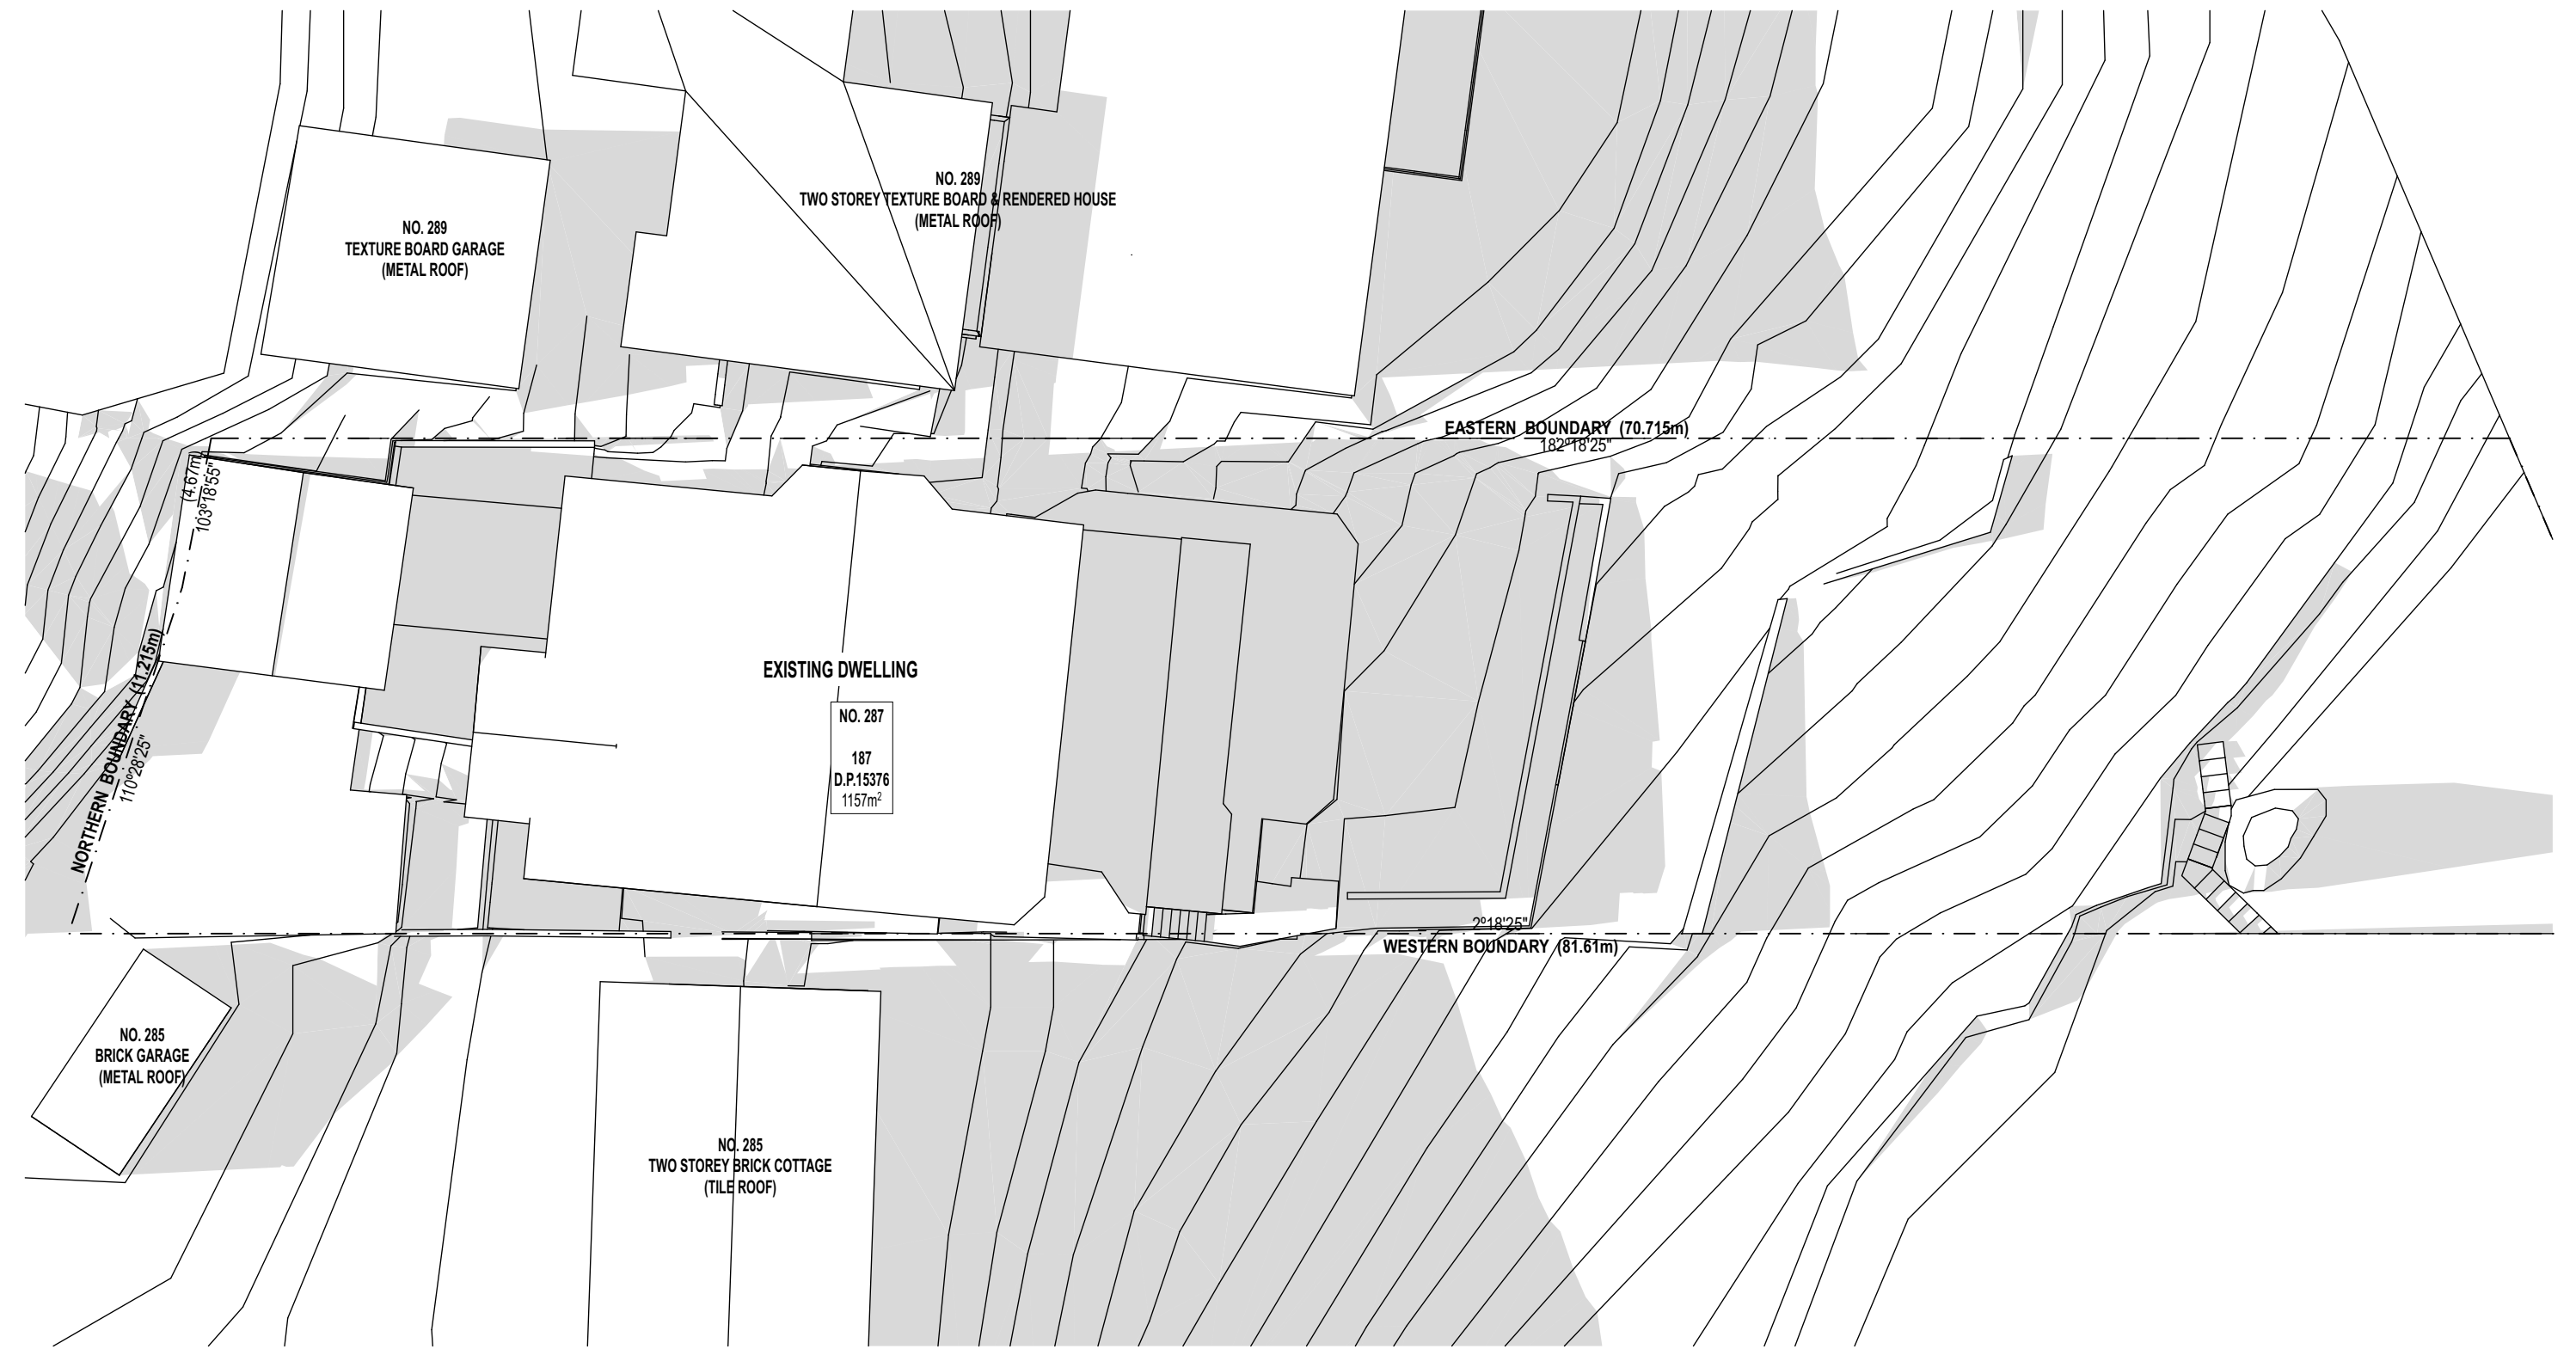 NO. 289
TWO STOREY TEXTURE BOARD & RENDERED HOUSE
(METAL ROOF)
NO. 289
TEXTURE BOARD GARAGE
(METAL ROOF)
EASTERN BOUNDARY (70.715m)
182°18'25"
(4.67m)
103°18'55"
NORTHERN BOUNDARY (11.215m)
110°28'25"
EXISTING DWELLING
NO. 287
187
D.P.15376
1157m²
2°18'25"
WESTERN BOUNDARY (81.61m)
NO. 285
BRICK GARAGE
(METAL ROOF)
NO. 285
TWO STOREY BRICK COTTAGE
(TILE ROOF)